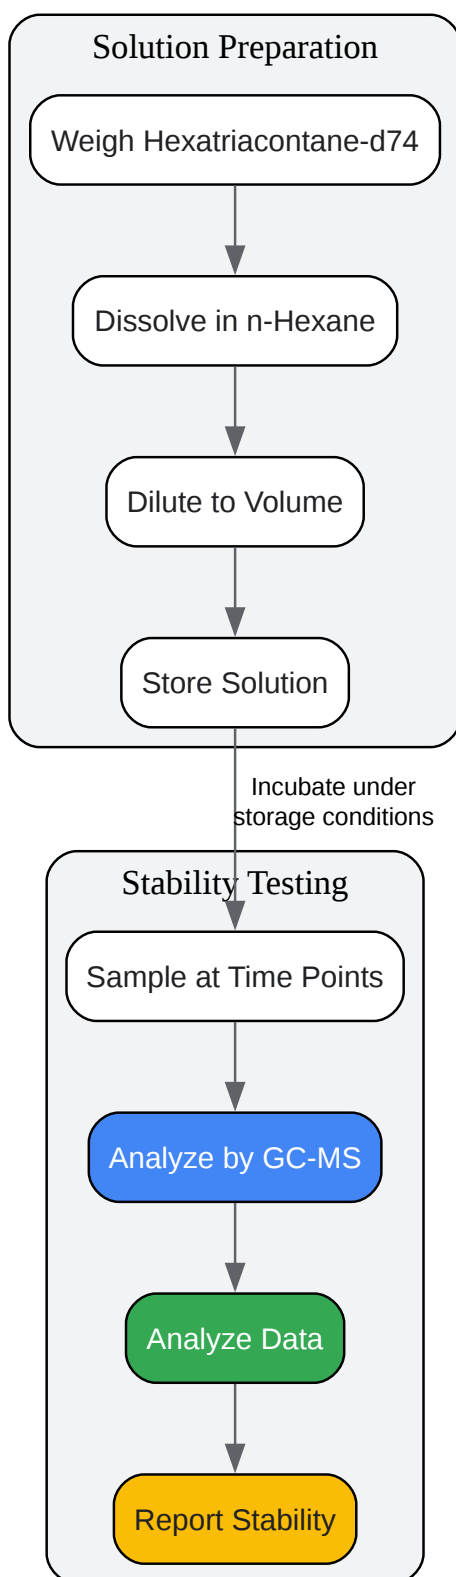 Solution Preparation
Weigh Hexatriacontane-d74
Dissolve in n-Hexane
Dilute to Volume
Store Solution
Incubate under
storage conditions
Stability Testing
Sample at Time Points
Analyze by GC-MS
Analyze Data
Report Stability